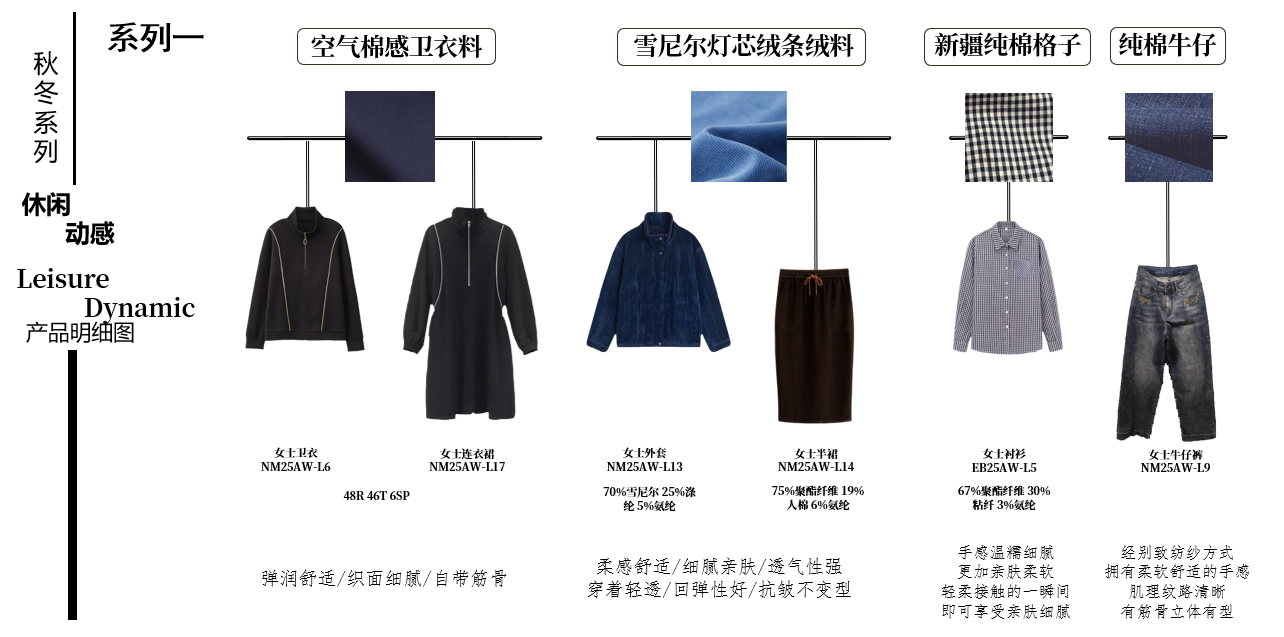 秋冬系列
休闲
动感
Leisure
Dynamic
产品明细图
系列一
空气棉感卫衣料
女士卫衣
NM25AW-L6
女士连衣裙
NM25AW-L17
48R 46T 6SP
弹润舒适/织面细腻/自带筋骨
雪尼尔灯芯绒条绒料
女士外套
NM25AW-L13
70%雪尼尔 25%涤
纶 5%氨纶
女士半裙
NM25AW-L14
75%聚酯纤维 19%
人棉 6%氨纶
柔感舒适/细腻亲肤/透气性强
穿着轻透/回弹性好/抗皱不变型
新疆纯棉格子
女士衬衫
EB25AW-L5
67%聚酯纤维 30%
粘纤 3%氨纶
手感温糯细腻
更加亲肤柔软
轻柔接触的一瞬间
即可享受亲肤细腻
纯棉牛仔
女士牛仔裤
NM25AW-L9
经别致纺纱方式
拥有柔软舒适的手感
肌理纹路清晰
有筋骨立体有型